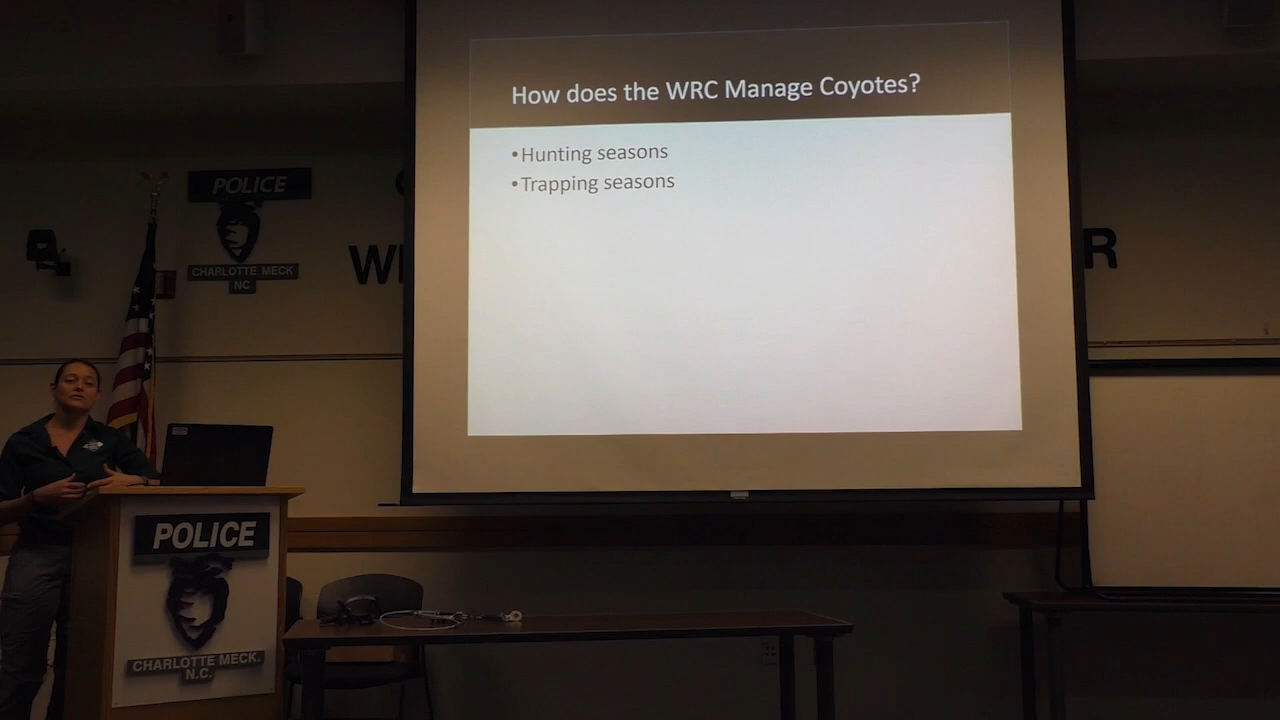 How does the WRC Manage Coyotes?
•Hunting seasons
•Trapping seasons
POLICE
CHARLOTTE MECK
NC
R
POLICE
CHARLOTTE MECK.
N.C.